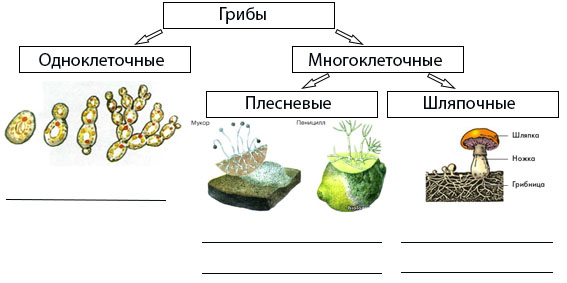 Грибы
Одноклеточные
Многоклеточные
Плесневые
Шляпочные
Мукор
Пеницилл
Шляпка
Ножка
Грибница